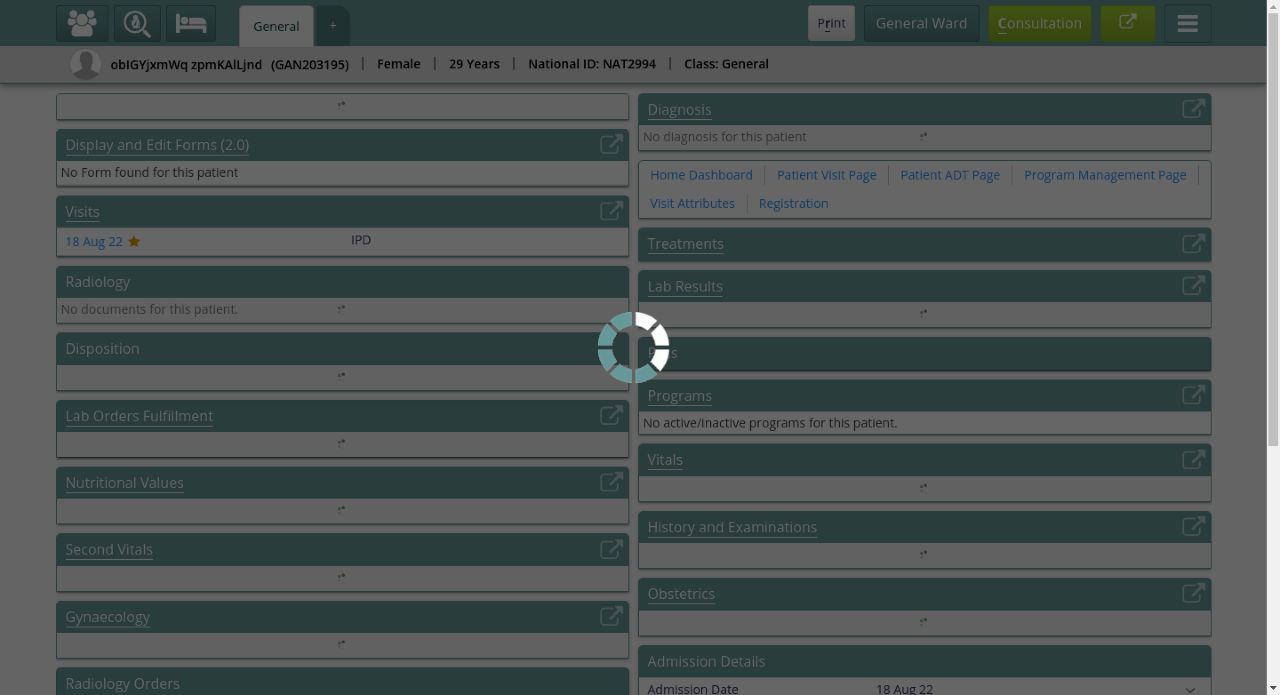 General
+
Print
General Ward
Consultation
obIGYjxmWq zpmKAlLjnd (GAN203195) | Female | 29 Years | National ID: NAT2994 | Class: General
Display and Edit Forms (2.0)
No Form found for this patient
Visits
18 Aug 22
IPD
Radiology
No documents for this patient.
Disposition
Lab Orders Fulfillment
Nutritional Values
Second Vitals
Gynaecology
Radiology Orders
Diagnosis
No diagnosis for this patient
Home Dashboard | Patient Visit Page | Patient ADT Page | Program Management Page |
Visit Attributes | Registration
Treatments
Lab Results
Programs
No active/inactive programs for this patient.
Vitals
History and Examinations
Obstetrics
Admission Details
Admission Date
18 Aug 22